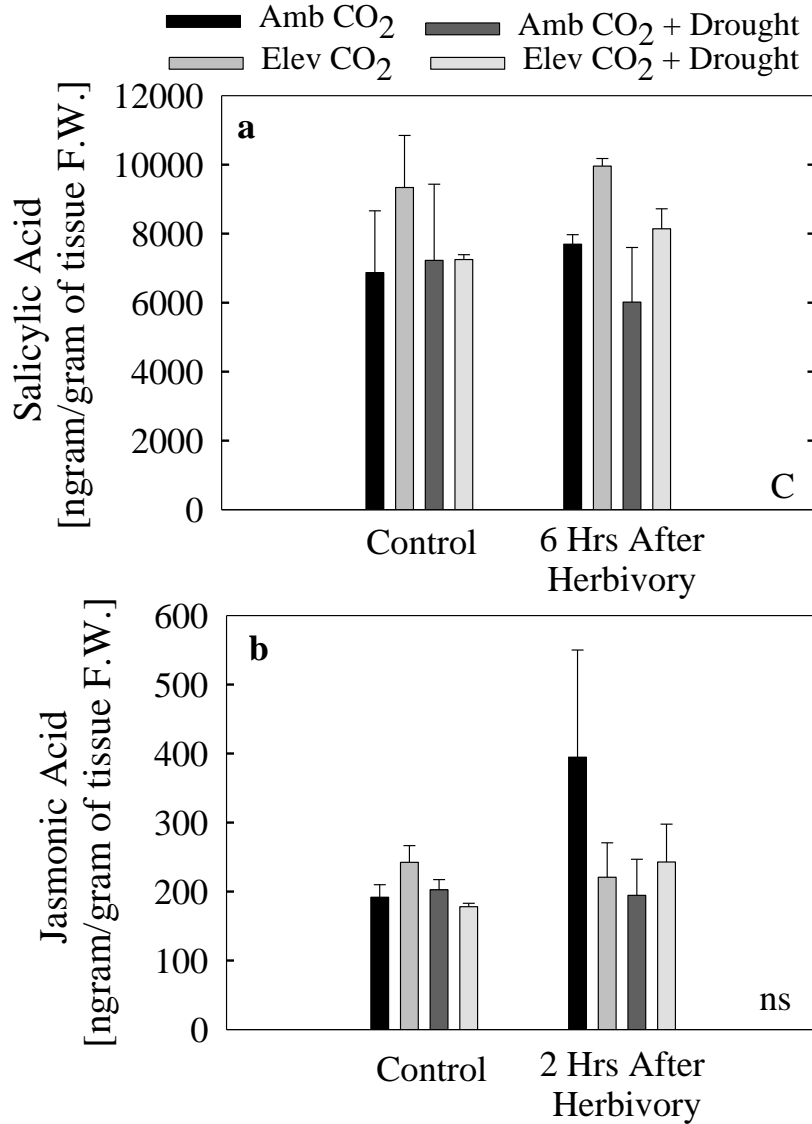 Amb CO2 Amb CO2 + Drought
Elev CO2 Elev CO2 + Drought
a
Salicylic Acid
[ngram/gram of tissue F.W.]
12000
10000
8000
6000
4000
2000
0
C
Control
6 Hrs After
Herbivory
b
Jasmonic Acid
[ngram/gram of tissue F.W.]
600
500
400
300
200
100
0
ns
Control
2 Hrs After
Herbivory